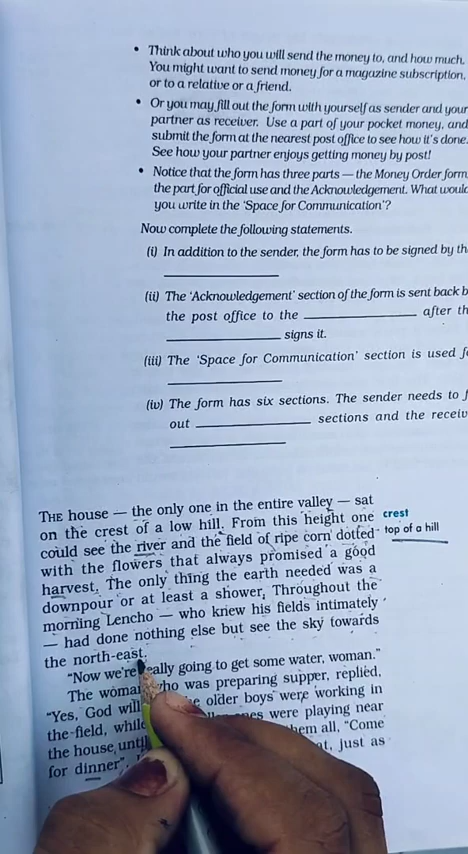 • Think about who you will send the money to, and how much.
You might want to send money for a magazine subscription,
or to a relative or a friend.
• Or you may fill out the form with yourself as sender and your
partner as receiver. Use a part of your pocket money, and
submit the form at the nearest post office to see how it's done.
See how your partner enjoys getting money by post!
• Notice that the form has three parts — the Money Order form,
the part for official use and the Acknowledgement. What would
you write in the 'Space for Communication'?
Now complete the following statements.
(i) In addition to the sender, the form has to be signed by
(ii) The 'Acknowledgement' section of the form is sent back
the post office to the ____________ after
____________ signs it.
(iii) The 'Space for Communication' section is used
(iv) The form has six sections. The sender needs to
out ____________ sections and the
THE house — the only one in the entire valley — sat
on the crest of a low hill. From this height one
could see the river and the field of ripe corn dotted
with the flowers that always promised a good
harvest. The only thing the earth needed was a
downpour or at least a shower. Throughout the
morning Lencho — who knew his fields intimately
— had done nothing else but see the sky towards
the north-east.
"Now we're really going to get some water, woman."
The woman who was preparing supper, replied,
"Yes, God older boys were working in
the field, while were playing near
the house, until them all, "Come
for dinner". just as
crest
top of a hill